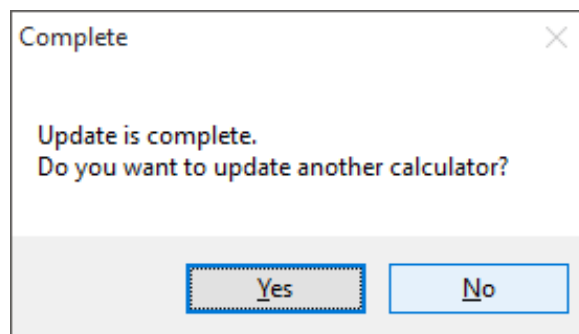 Complete
Update is complete.
Do you want to update another calculator?
Yes
No